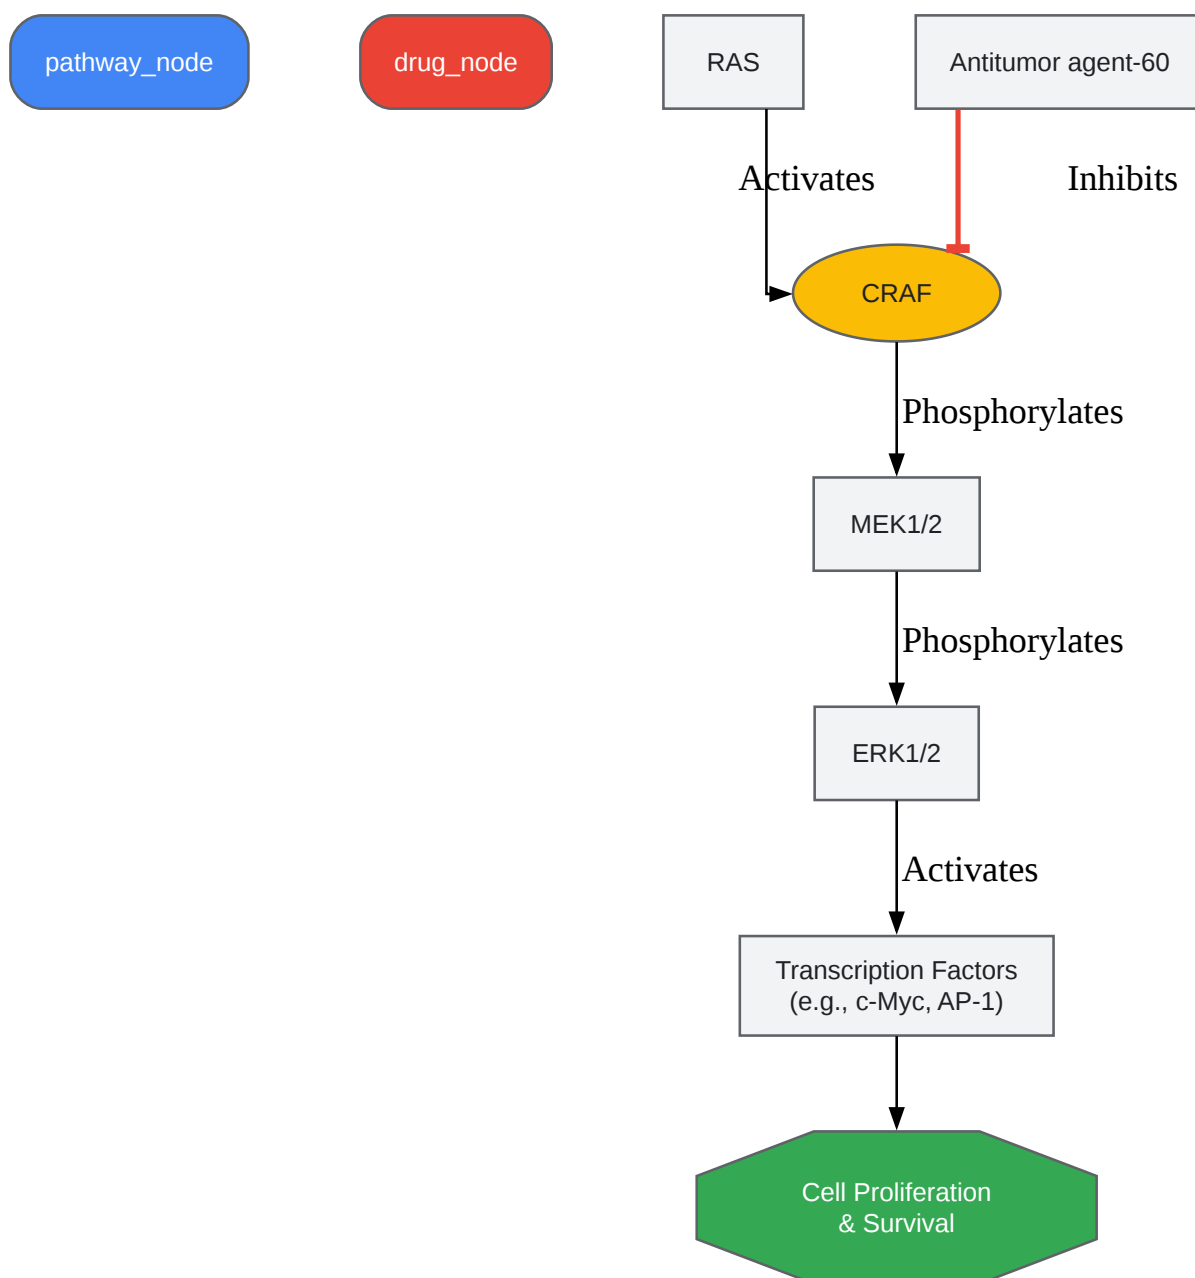 pathway_node
drug_node
RAS
Antitumor agent-60
Activates
Inhibits
CRAF
Phosphorylates
MEK1/2
Phosphorylates
ERK1/2
Activates
Transcription Factors
(e.g., c-Myc, AP-1)
Cell Proliferation
& Survival